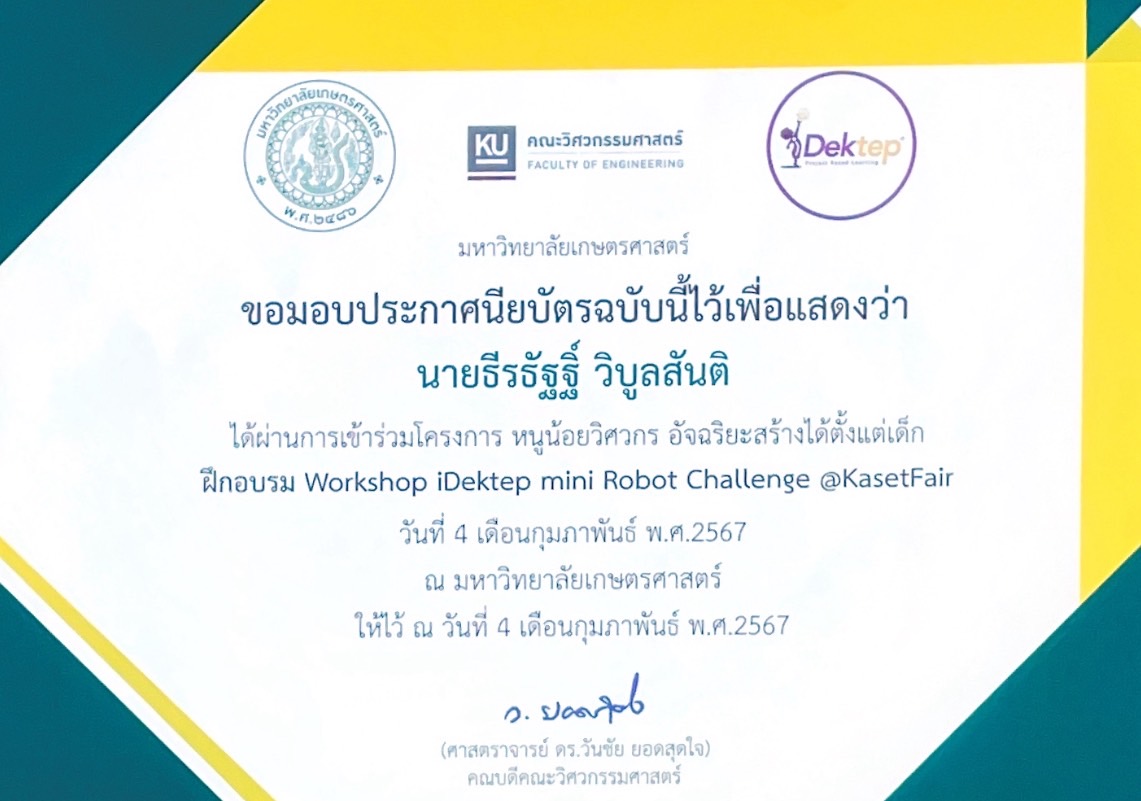 มหาวิทยาลัยเกษตรศาสตร์
พ.ศ.๒๔๘๖
KU
คณะวิศวกรรมศาสตร์
FACULTY OF ENGINEERING
iDektep
Project Based Learning
มหาวิทยาลัยเกษตรศาสตร์
ขอมอบประกาศนียบัตรฉบับนี้ไว้เพื่อแสดงว่า
นายธีรธัฐฐิ์ วิบูลสันติ
ได้ผ่านการเข้าร่วมโครงการ หนูน้อยวิศวกร อัจฉริยะสร้างได้ตั้งแต่เด็ก
ฝึกอบรม Workshop iDektep mini Robot Challenge @KasetFair
วันที่ 4 เดือนกุมภาพันธ์ พ.ศ.2567
ณ มหาวิทยาลัยเกษตรศาสตร์
ให้ไว้ ณ วันที่ 4 เดือนกุมภาพันธ์ พ.ศ.2567
(ศาสตราจารย์ ดร.วันชัย ยอดสุดใจ)
คณบดีคณะวิศวกรรมศาสตร์